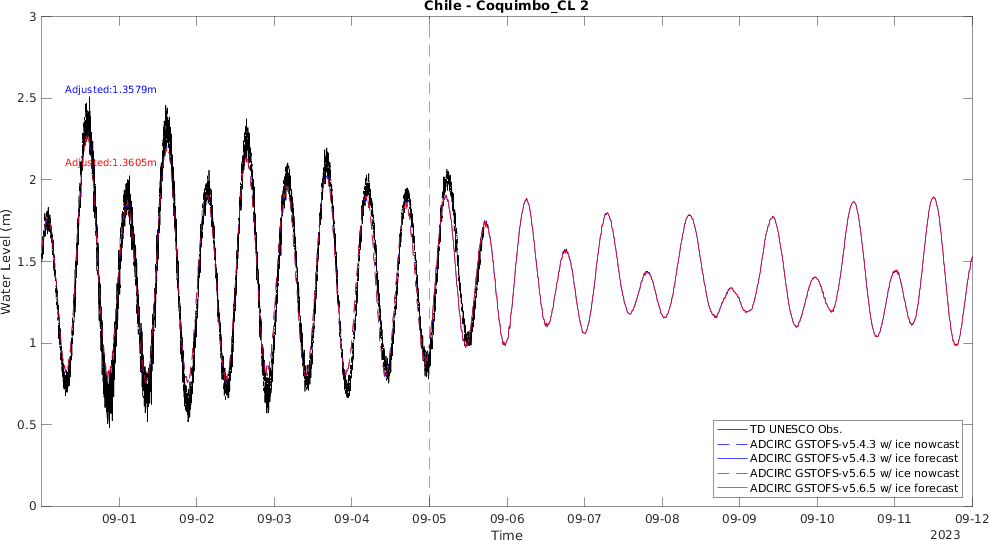 Chile - Coquimbo_CL 2
Water Level (m)
3
2.5
2
1.5
1
0.5
0
Adjusted:1.3579m
Adjusted:1.3605m
TD UNESCO Obs.
ADCIRC GSTOFS-v5.4.3 w/ ice nowcast
ADCIRC GSTOFS-v5.4.3 w/ ice forecast
ADCIRC GSTOFS-v5.6.5 w/ ice nowcast
ADCIRC GSTOFS-v5.6.5 w/ ice forecast
09-01 09-02 09-03 09-04 09-05 09-06 09-07 09-08 09-09 09-10 09-11 09-12
Time
2023